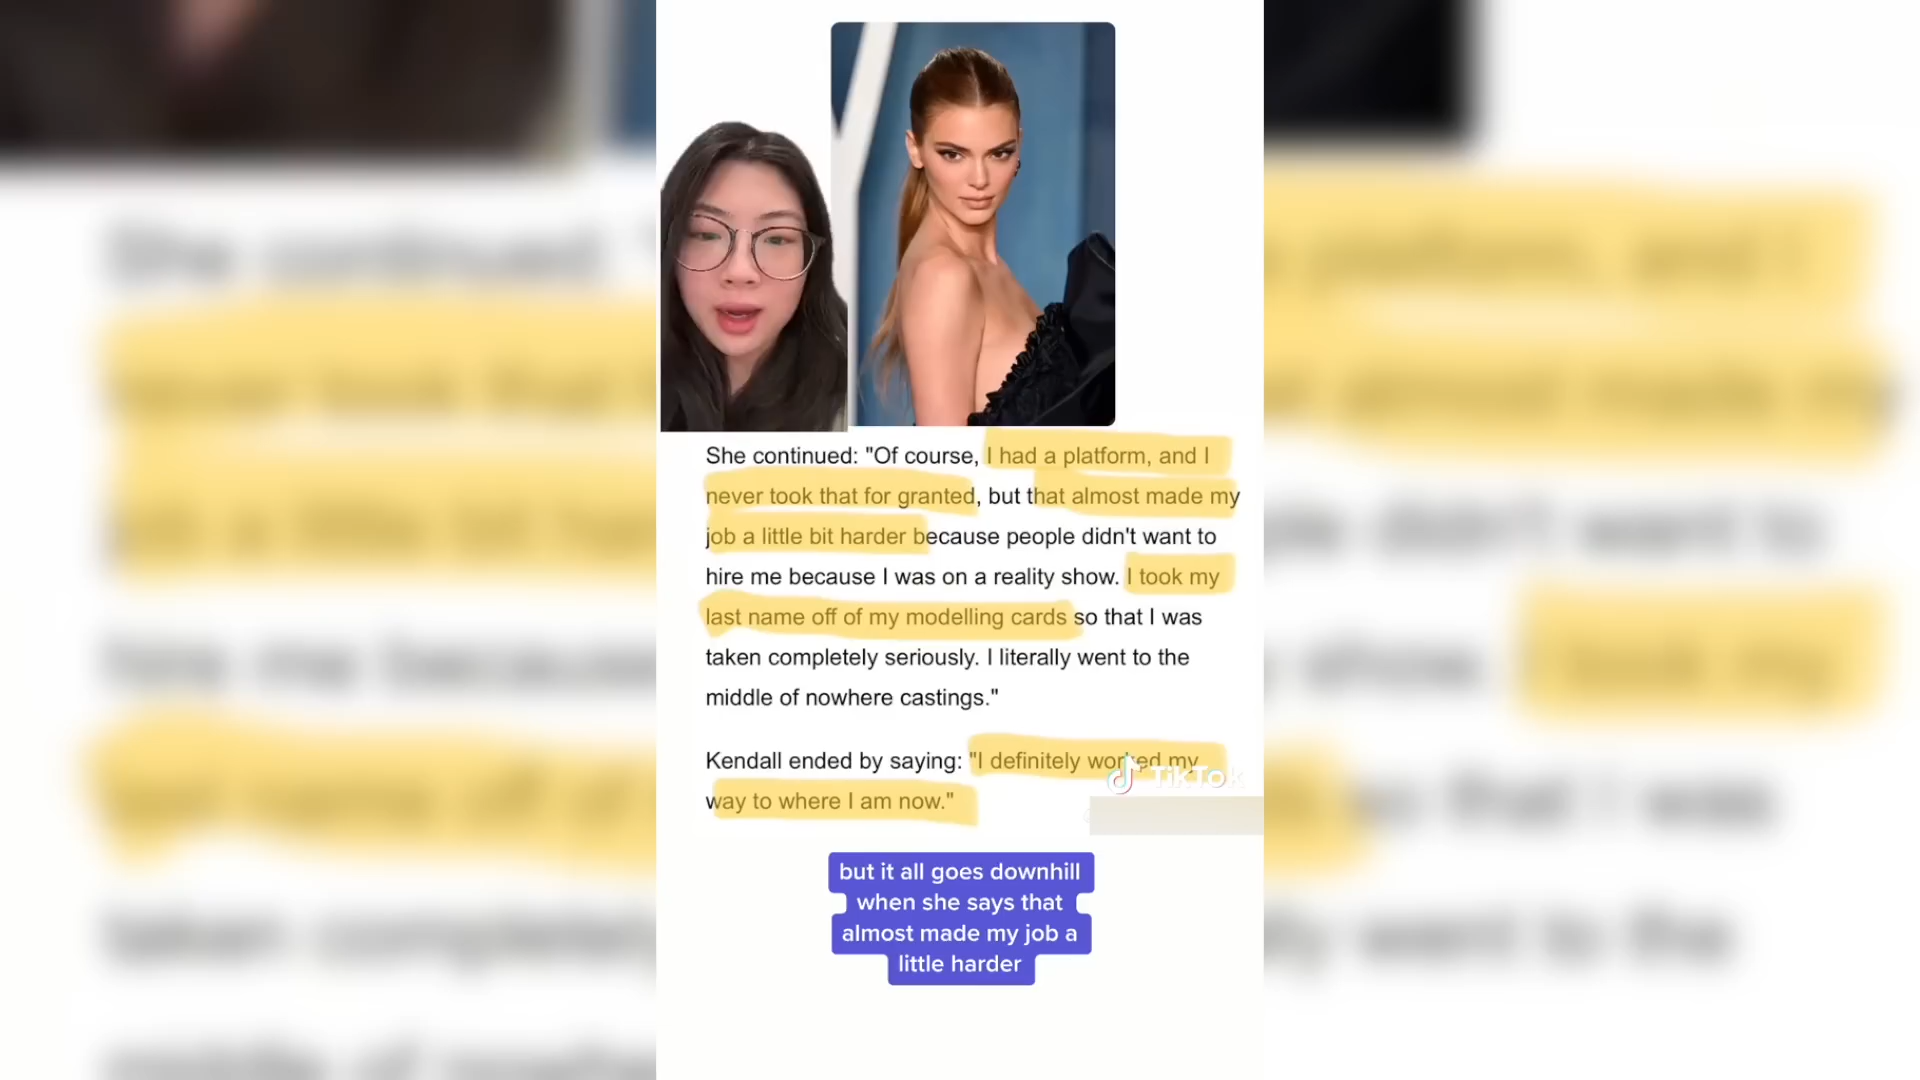 She continued: "Of course, I had a platform, and I
never took that for granted, but that almost made my
job a little bit harder because people didn't want to
hire me because I was on a reality show. I took my
last name off of my modelling cards so that I was
taken completely seriously. I literally went to the
middle of nowhere castings."
Kendall ended by saying: "I definitely worked my
way to where I am now."
TikTok
but it all goes downhill
when she says that
almost made my job a
little harder